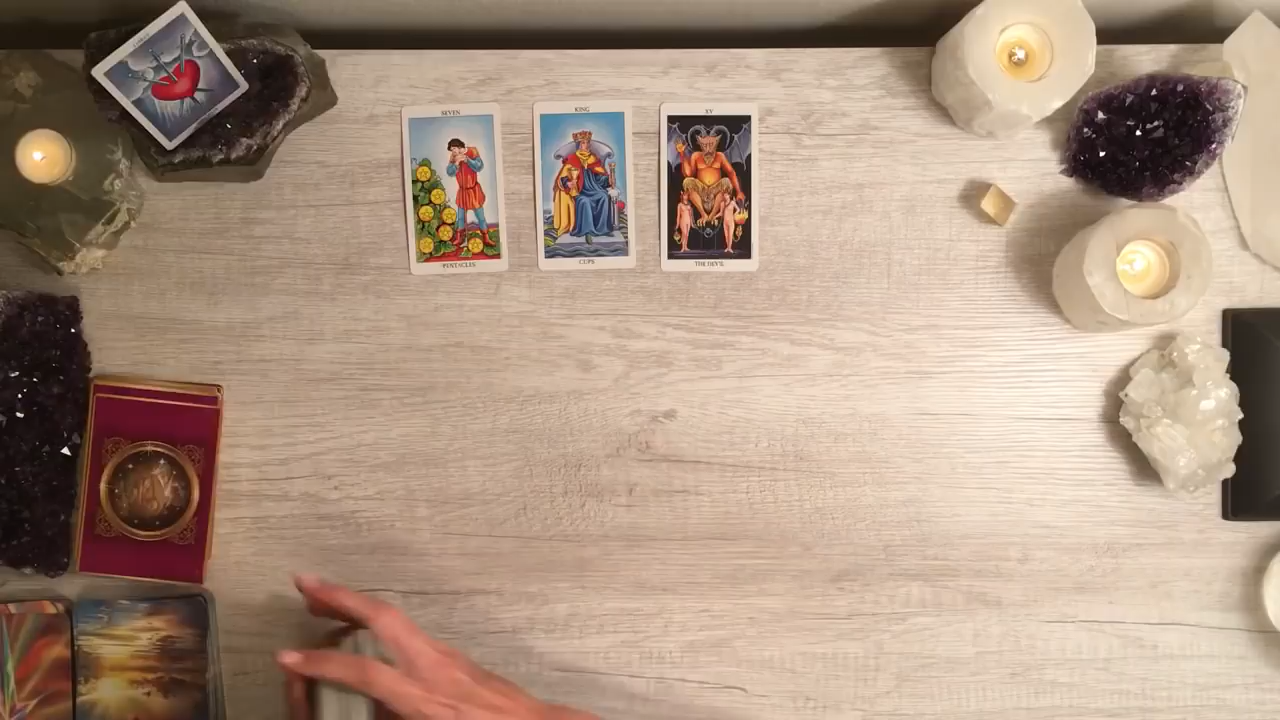 SEVEN
PENTACLES
KING
CUPS
XV
THE DEVIL